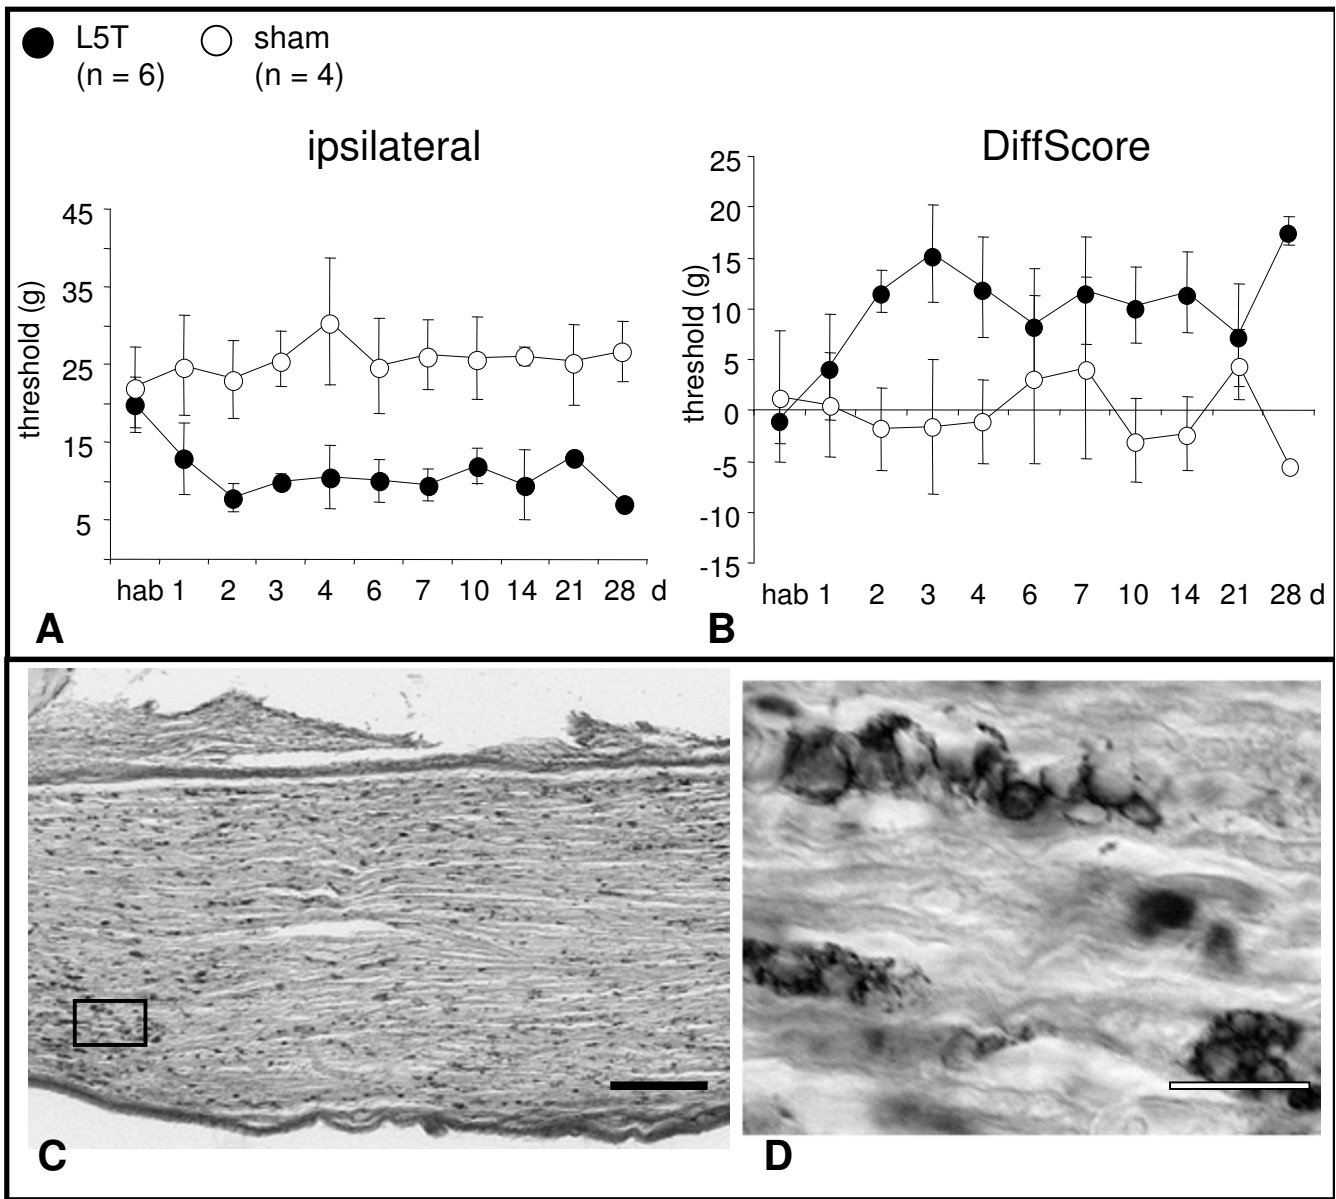 L5T
(n = 6)
sham
(n = 4)
ipsilateral
threshold (g)
45
35
25
15
5
hab 1 2 3 4 6 7 10 14 21 28 d
A
DiffScore
threshold (g)
25
20
15
10
5
0
-5
-10
-15
hab 1 2 3 4 6 7 10 14 21 28 d
B
C
D